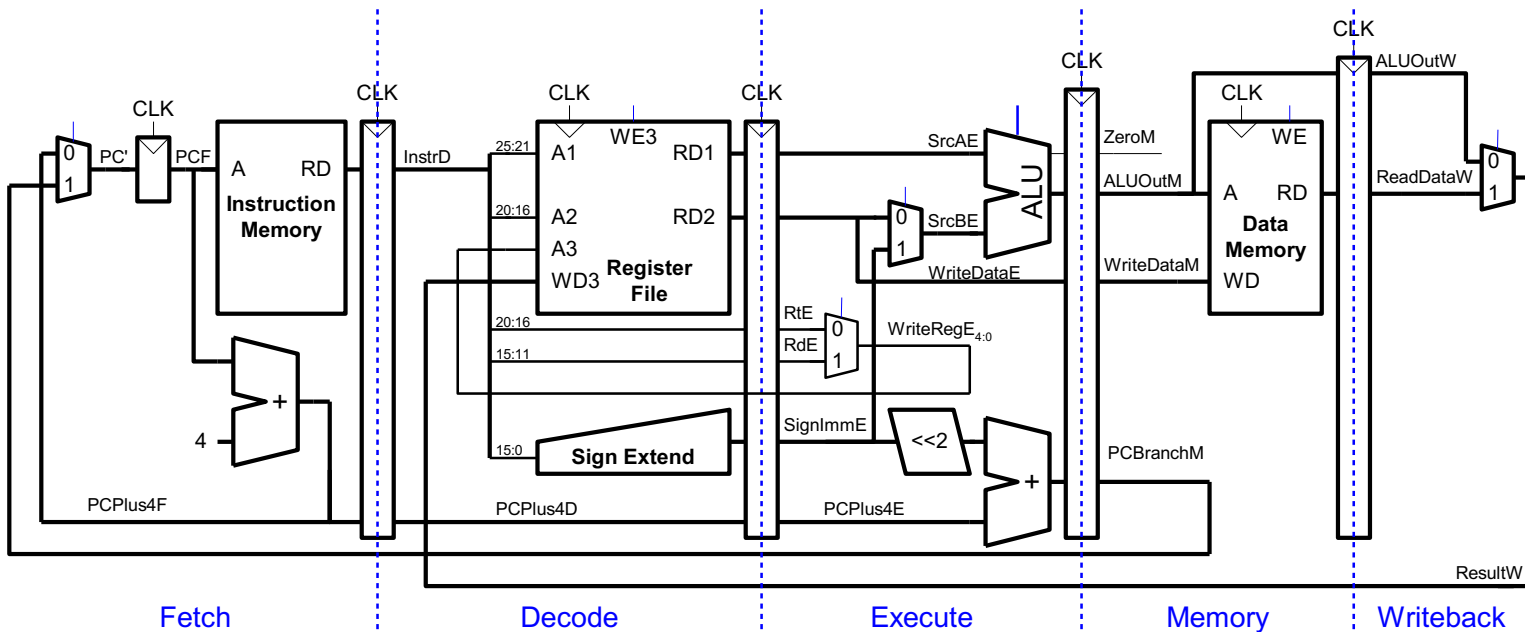 CLK
CLK
CLK
CLK
CLK
CLK
CLK
0
1
PC'
PCF
A
RD
Instruction
Memory
InstrD
25:21
20:16
A1
A2
A3
WD3
WE3
RD1
RD2
Register
File
20:16
15:11
15:0
Sign Extend
4
+
PCPlus4F
PCPlus4D
PCPlus4E
SrcAE
0
1
SrcBE
ALU
WriteDataE
RtE
RdE
0
1
WriteRegE4:0
SignImmE
<<2
+
ZeroM
ALUOutM
WriteDataM
PCBranchM
A
RD
WE
Data
Memory
WD
ALUOutW
ReadDataW
0
1
ResultW
Fetch
Decode
Execute
Memory
Writeback